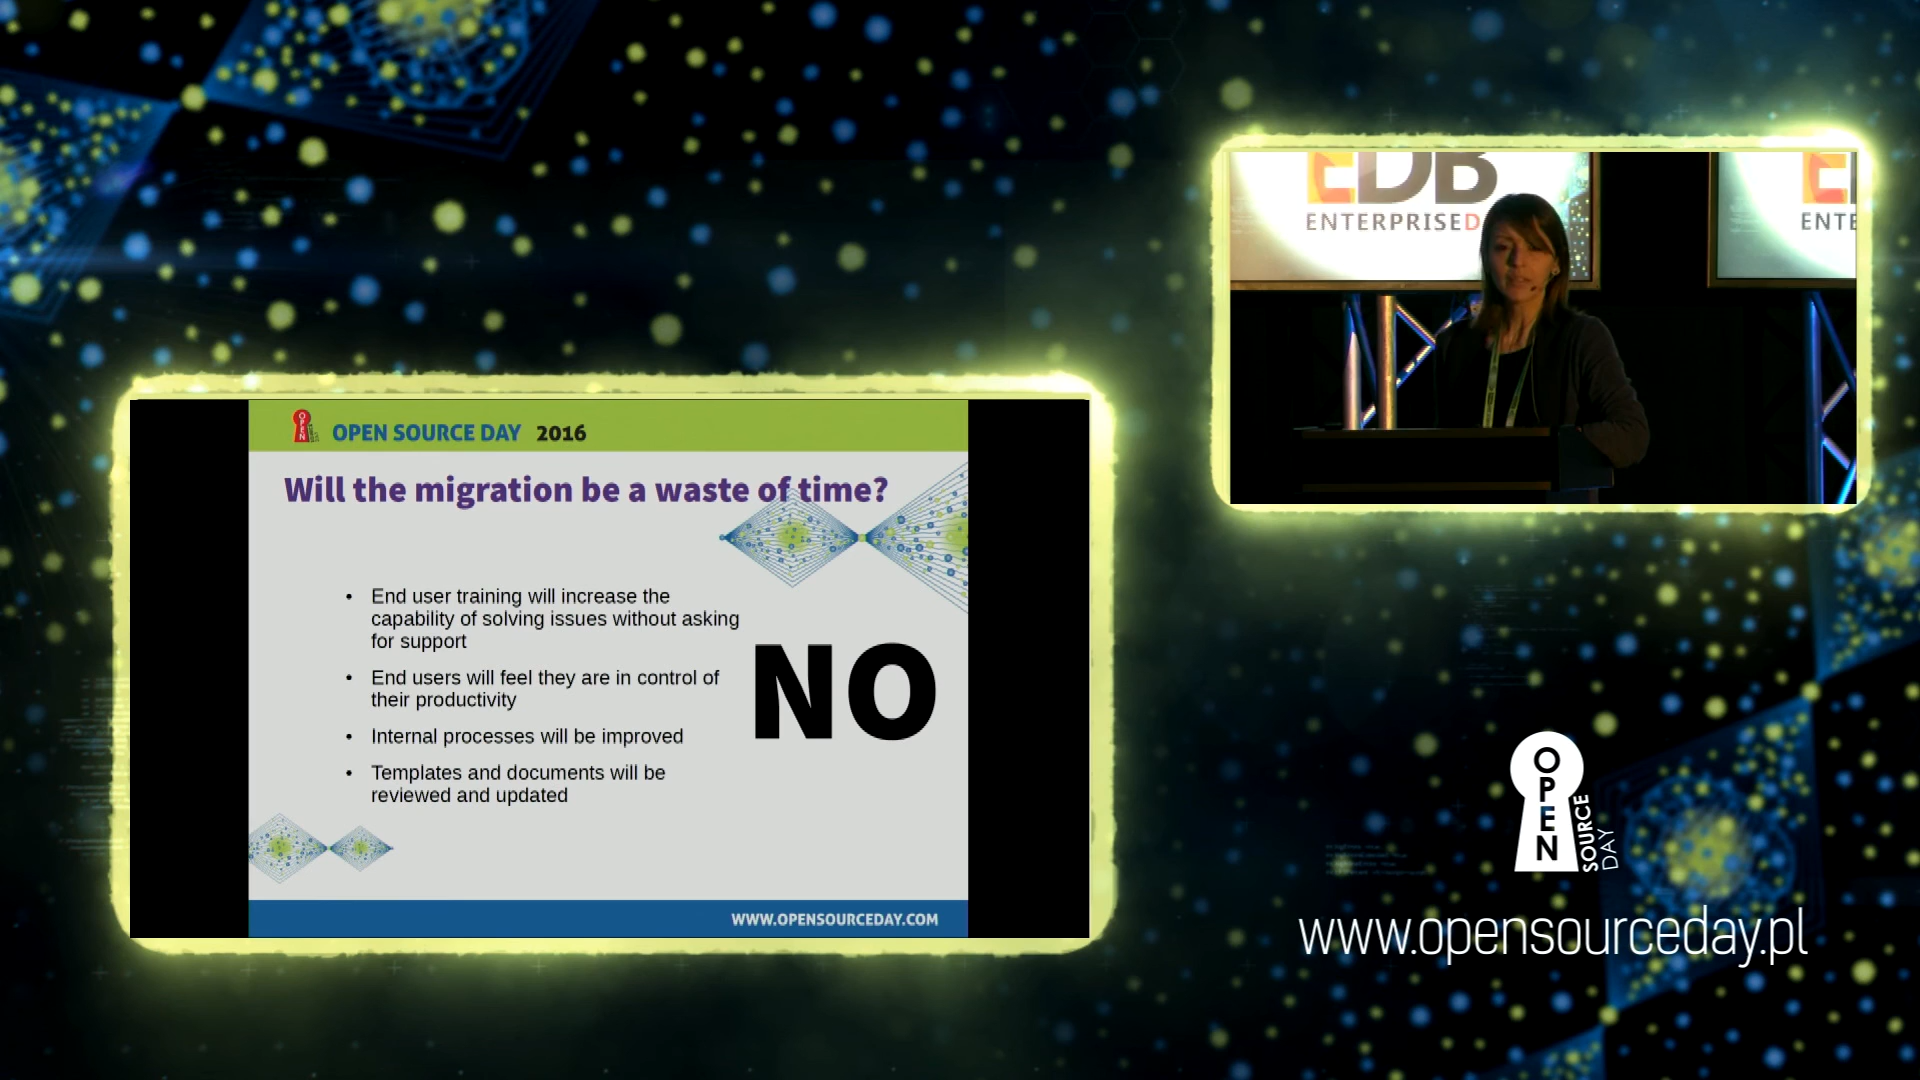 EDB
ENTERPRISED
E
ENTE
OPEN
SOURCE DAY
OPEN SOURCE DAY 2016
Will the migration be a waste of time?
• End user training will increase the
capability of solving issues without asking
for support
• End users will feel they are in control of
their productivity
• Internal processes will be improved
• Templates and documents will be
reviewed and updated
NO
WWW.OPENSOURCEDAY.COM
OPEN
SOURCE
DAY
www.opensourceday.pl